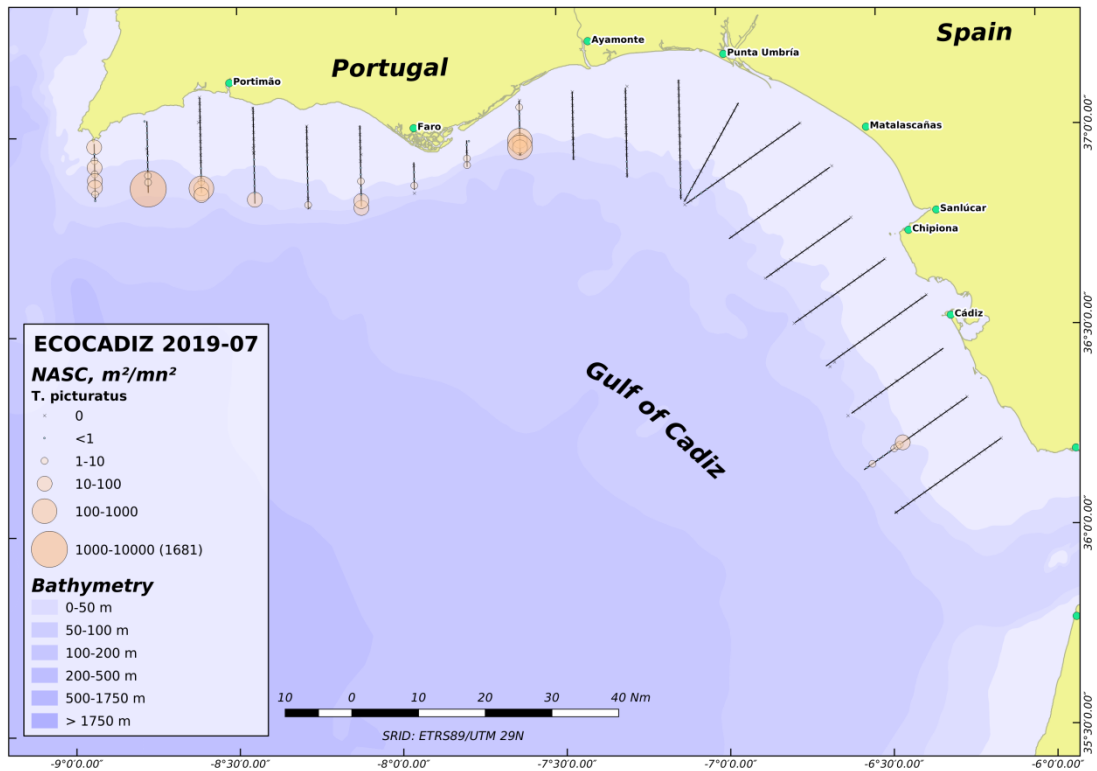 Spain
Ayamonte
Punta Umbría
Portugal
Portimão
Faro
Matalascañas
37°0'0.00"
Sanlúcar
Chipiona
Cádiz
36°30'0.00"
ECOCADIZ 2019-07
NASC, m²/mn²
T. picturatus
0
<1
1-10
10-100
100-1000
1000-10000 (1681)
Gulf of Cadiz
36°0'0.00"
Bathymetry
0-50 m
50-100 m
100-200 m
200-500 m
500-1750 m
> 1750 m
10 0 10 20 30 40 Nm
SRID: ETRS89/UTM 29N
35°30'0.00"
-9°0'0.00" -8°30'0.00" -8°0'0.00" -7°30'0.00" -7°0'0.00" -6°30'0.00" -6°0'0.00"